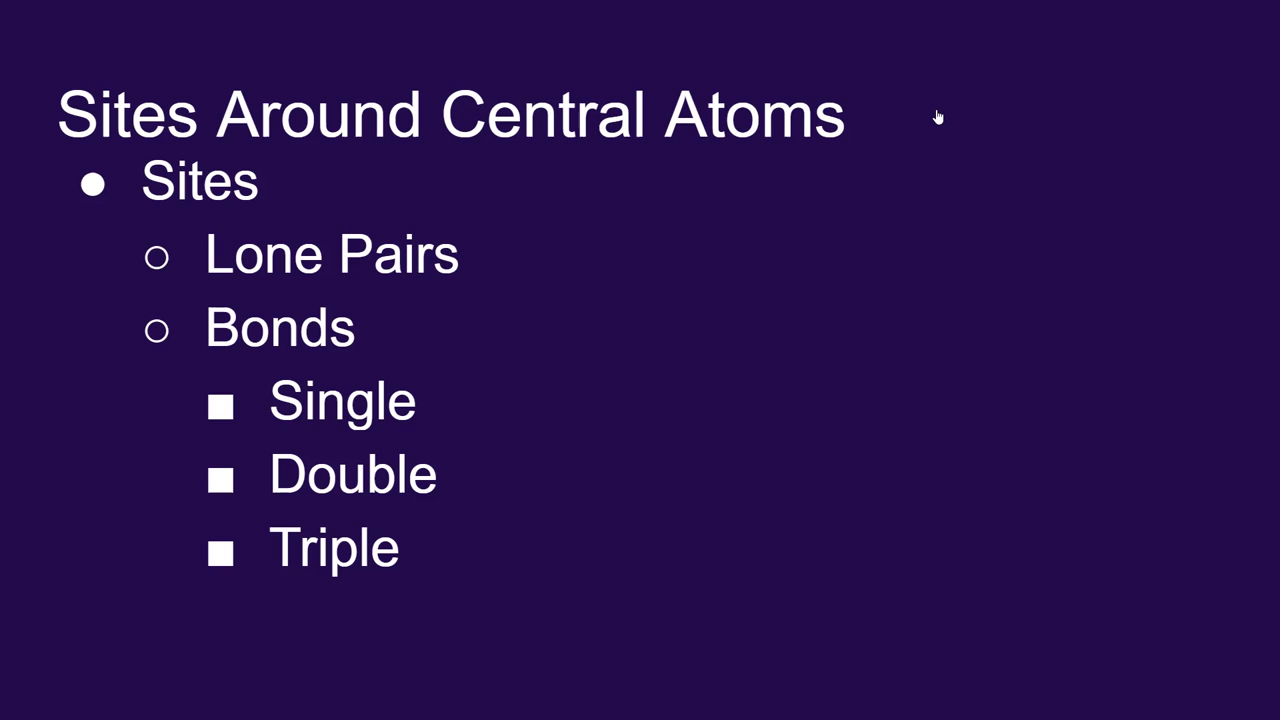 Sites Around Central Atoms
● Sites
○ Lone Pairs
○ Bonds
■ Single
■ Double
■ Triple